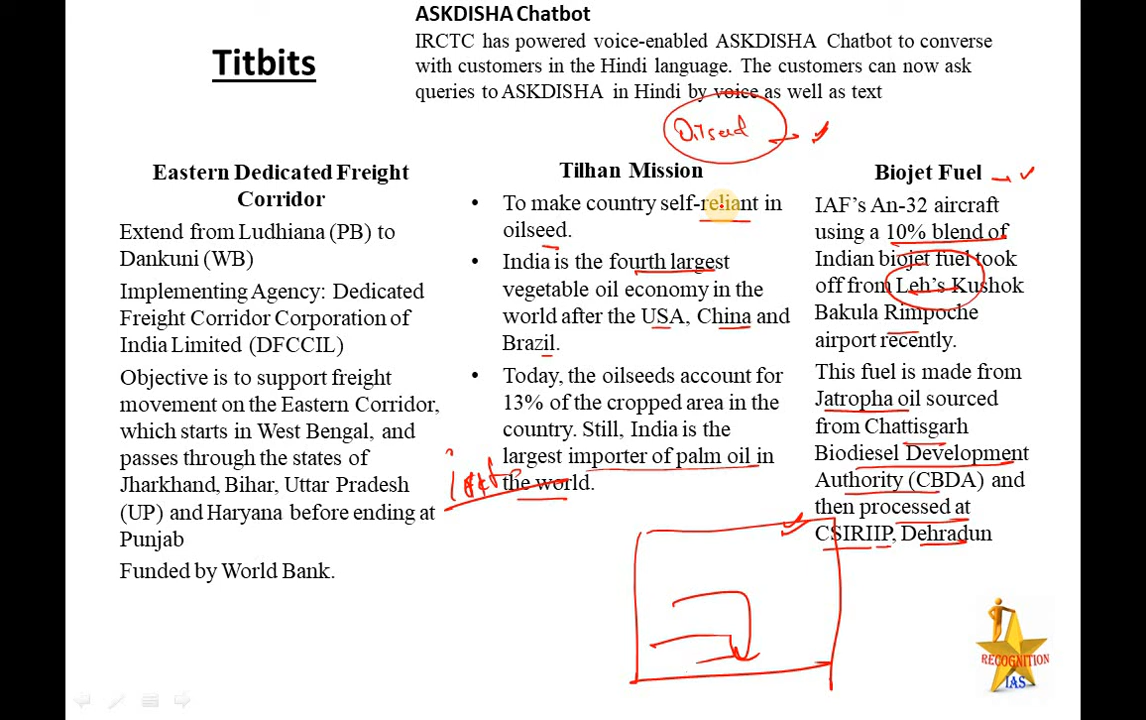 ASKDISHA Chatbot
IRCTC has powered voice-enabled ASKDISHA Chatbot to converse
with customers in the Hindi language. The customers can now ask
queries to ASKDISHA in Hindi by voice as well as text
Titbits
Oilseed
Eastern Dedicated Freight
Corridor
Extend from Ludhiana (PB) to
Dankuni (WB)
Implementing Agency: Dedicated
Freight Corridor Corporation of
India Limited (DFCCIL)
Objective is to support freight
movement on the Eastern Corridor,
which starts in West Bengal, and
passes through the states of
Jharkhand, Bihar, Uttar Pradesh
(UP) and Haryana before ending at
Punjab
Funded by World Bank.
Tilhan Mission
• To make country self-reliant in
oilseed.
• India is the fourth largest
vegetable oil economy in the
world after the USA, China and
Brazil.
• Today, the oilseeds account for
13% of the cropped area in the
country. Still, India is the
largest importer of palm oil in
the world.
Biojet Fuel
IAF's An-32 aircraft
using a 10% blend of
Indian biojet fuel took
off from Leh's Kushok
Bakula Rimpoche
airport recently.
This fuel is made from
Jatropha oil sourced
from Chattisgarh
Biodiesel Development
Authority (CBDA) and
then processed at
CSIRIIP, Dehradun
RECOGNITION
IAS